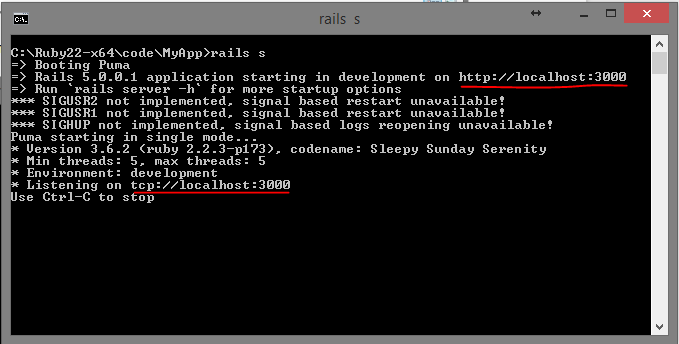 rails s
C:\Ruby22-x64\code\MyApp>rails s
=> Booting Puma
=> Rails 5.0.0.1 application starting in development on http://localhost:3000
=> Run `rails server -h` for more startup options
*** SIGUSR2 not implemented, signal based restart unavailable!
*** SIGUSR1 not implemented, signal based restart unavailable!
*** SIGHUP not implemented, signal based logs reopening unavailable!
Puma starting in single mode...
* Version 3.6.2 (ruby 2.2.3-p173), codename: Sleepy Sunday Serenity
* Min threads: 5, max threads: 5
* Environment: development
* Listening on tcp://localhost:3000
Use Ctrl-C to stop